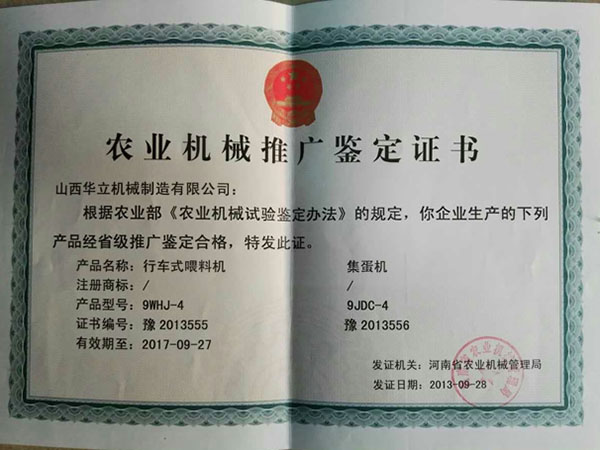 农业机械推广鉴定证书
山西华立机械制造有限公司：
根据农业部《农业机械试验鉴定办法》的规定，你企业生产的下列
产品经省级推广鉴定合格，特发此证。
产品名称：行车式喂料机 集蛋机
注册商标：/ /
产品型号：9WHJ-4 9JDC-4
证书编号：豫 2013555 豫 2013556
有效期至：2017-09-27
发证机关：河南省农业机械管理局
发证日期：2013-09-28